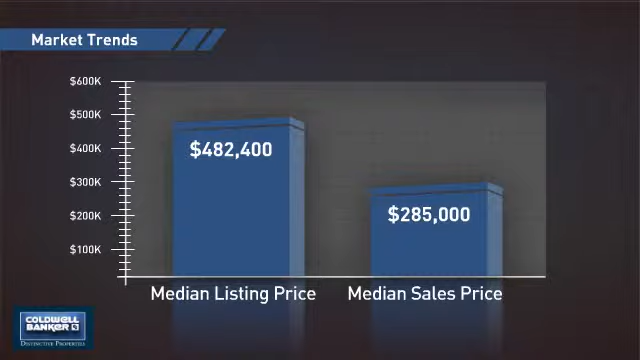 Market Trends
$600K
$500K
$400K
$300K
$200K
$100K
$482,400
$285,000
Median Listing Price
Median Sales Price
COLDWELL
BANKER
DISTINCTIVE PROPERTIES